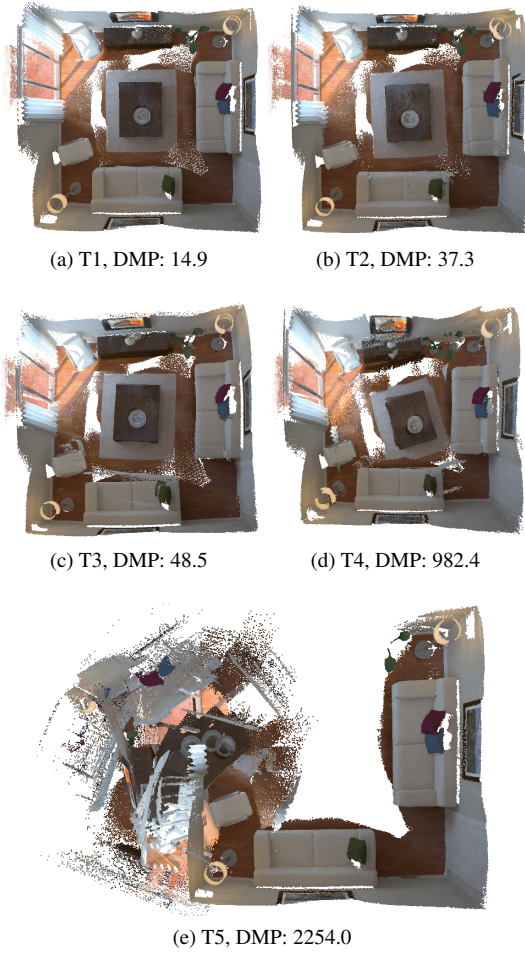 (a) T1, DMP: 14.9
(b) T2, DMP: 37.3
(c) T3, DMP: 48.5
(d) T4, DMP: 982.4
(e) T5, DMP: 2254.0